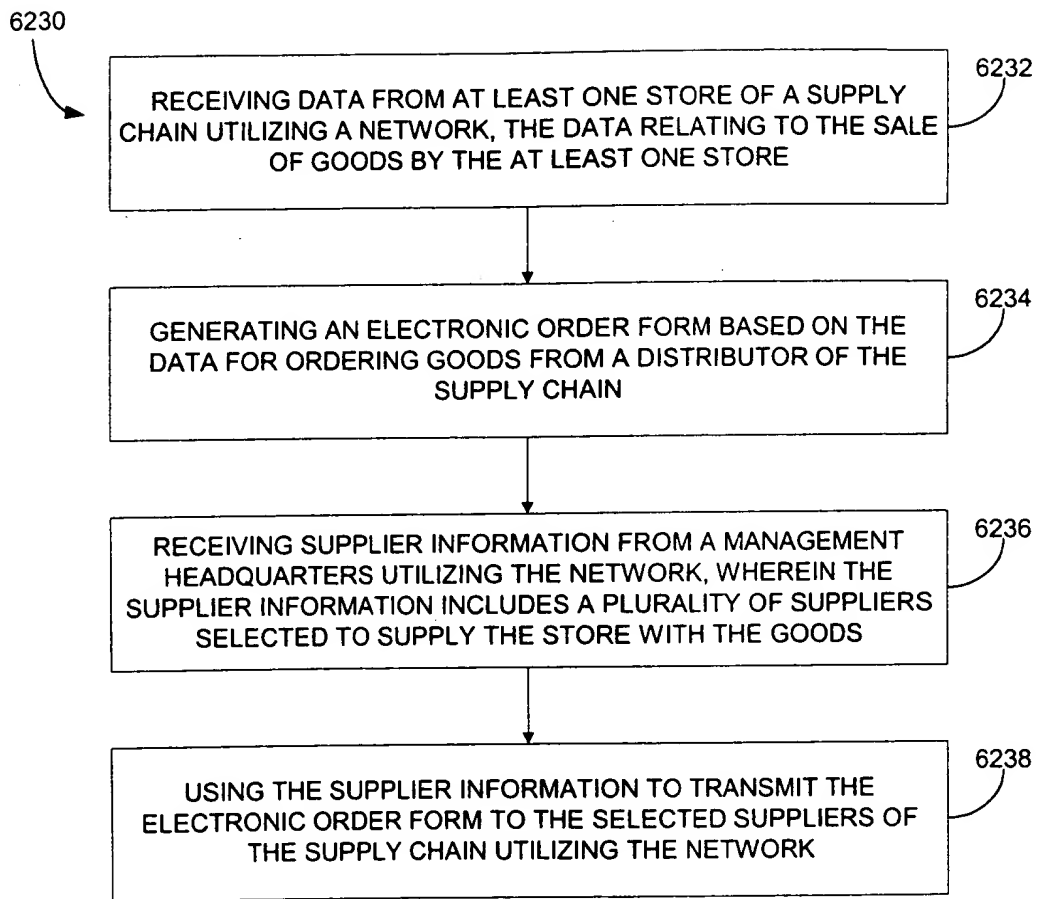 6230
6232
RECEIVING DATA FROM AT LEAST ONE STORE OF A SUPPLY
CHAIN UTILIZING A NETWORK, THE DATA RELATING TO THE SALE
OF GOODS BY THE AT LEAST ONE STORE
6234
GENERATING AN ELECTRONIC ORDER FORM BASED ON THE
DATA FOR ORDERING GOODS FROM A DISTRIBUTOR OF THE
SUPPLY CHAIN
6236
RECEIVING SUPPLIER INFORMATION FROM A MANAGEMENT
HEADQUARTERS UTILIZING THE NETWORK, WHEREIN THE
SUPPLIER INFORMATION INCLUDES A PLURALITY OF SUPPLIERS
SELECTED TO SUPPLY THE STORE WITH THE GOODS
6238
USING THE SUPPLIER INFORMATION TO TRANSMIT THE
ELECTRONIC ORDER FORM TO THE SELECTED SUPPLIERS OF
THE SUPPLY CHAIN UTILIZING THE NETWORK